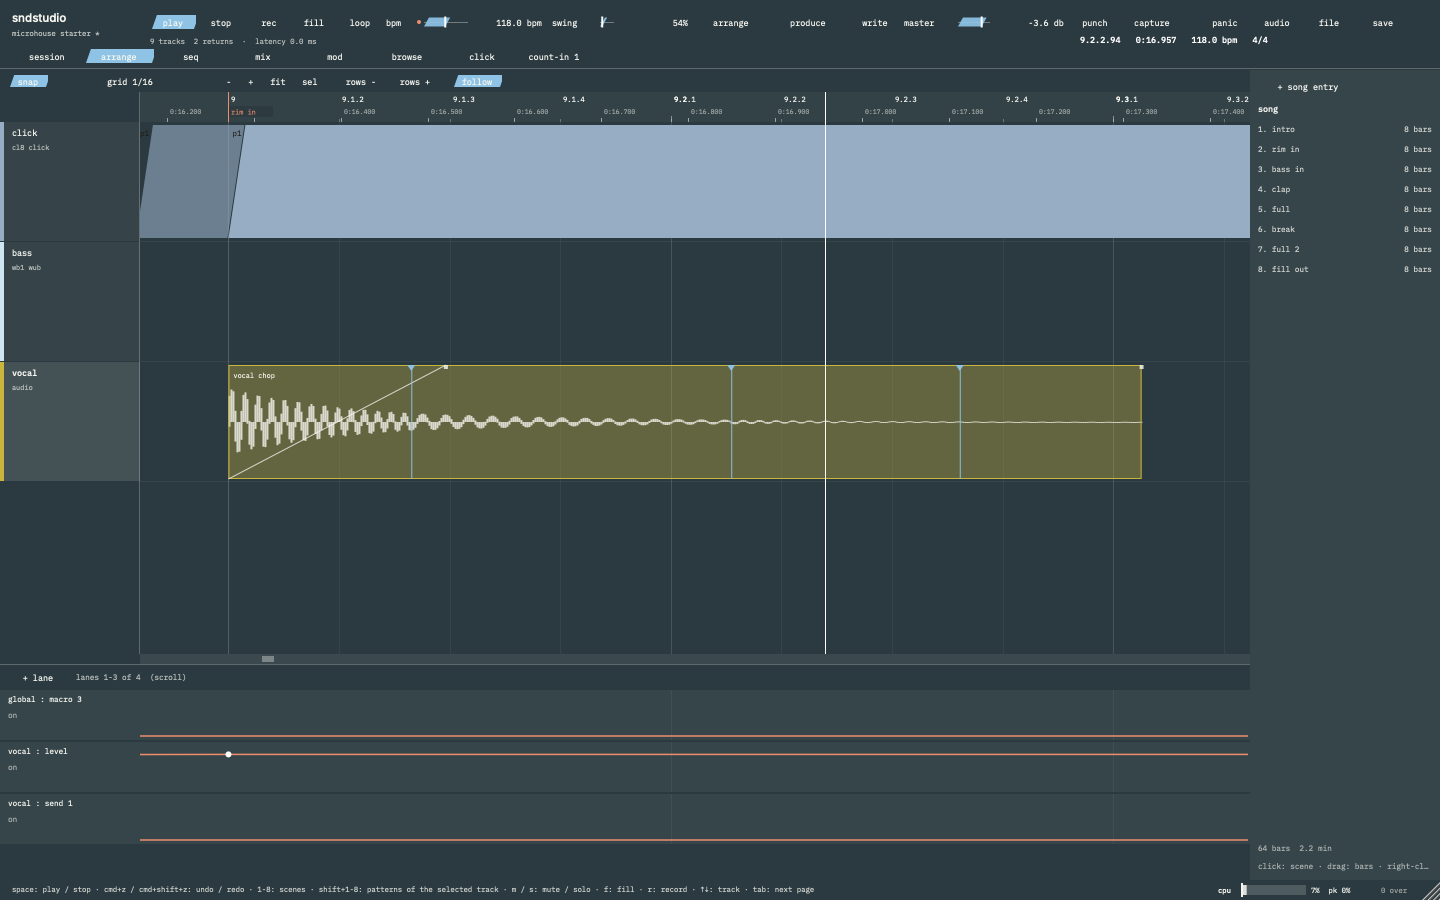 sndstudio
microhouse starter *
play stop rec fill loop bpm 118.0 bpm swing 54% arrange produce write master -3.6 db punch capture panic audio file save
9 tracks 2 returns - latency 0.0 ms
9.2.2.94 0:16.957 118.0 bpm 4/4
session arrange seq mix mod browse click count-in 1
snap grid 1/16 - + fit sel rows - rows + follow
+ song entry
9 9.1.2 9.1.3 9.1.4 9.2.1 9.2.2 9.2.3 9.2.4 9.3.1 9.3.2
0:16.200 rim in 0:16.400 0:16.500 0:16.600 0:16.700 0:16.800 0:16.900 0:17.000 0:17.100 0:17.200 0:17.300 0:17.400
song
1. intro 8 bars
2. rim in 8 bars
3. bass in 8 bars
4. clap 8 bars
5. full 8 bars
6. break 8 bars
7. full 2 8 bars
8. fill out 8 bars
click
cl8 click
p1 p1
bass
wb1 wub
vocal
audio
vocal chop
+ lane lanes 1-3 of 4 (scroll)
global : macro 3
on
vocal : level
on
vocal : send 1
on
64 bars 2.2 min
click: scene · drag: bars · right-cl…
space: play / stop · cmd+z / cmd+shift+z: undo / redo · 1-8: scenes · shift+1-8: patterns of the selected track · m / s: mute / solo · f: fill · r: record · ↑↓: track · tab: next page
cpu 7% pk 0% 0 over